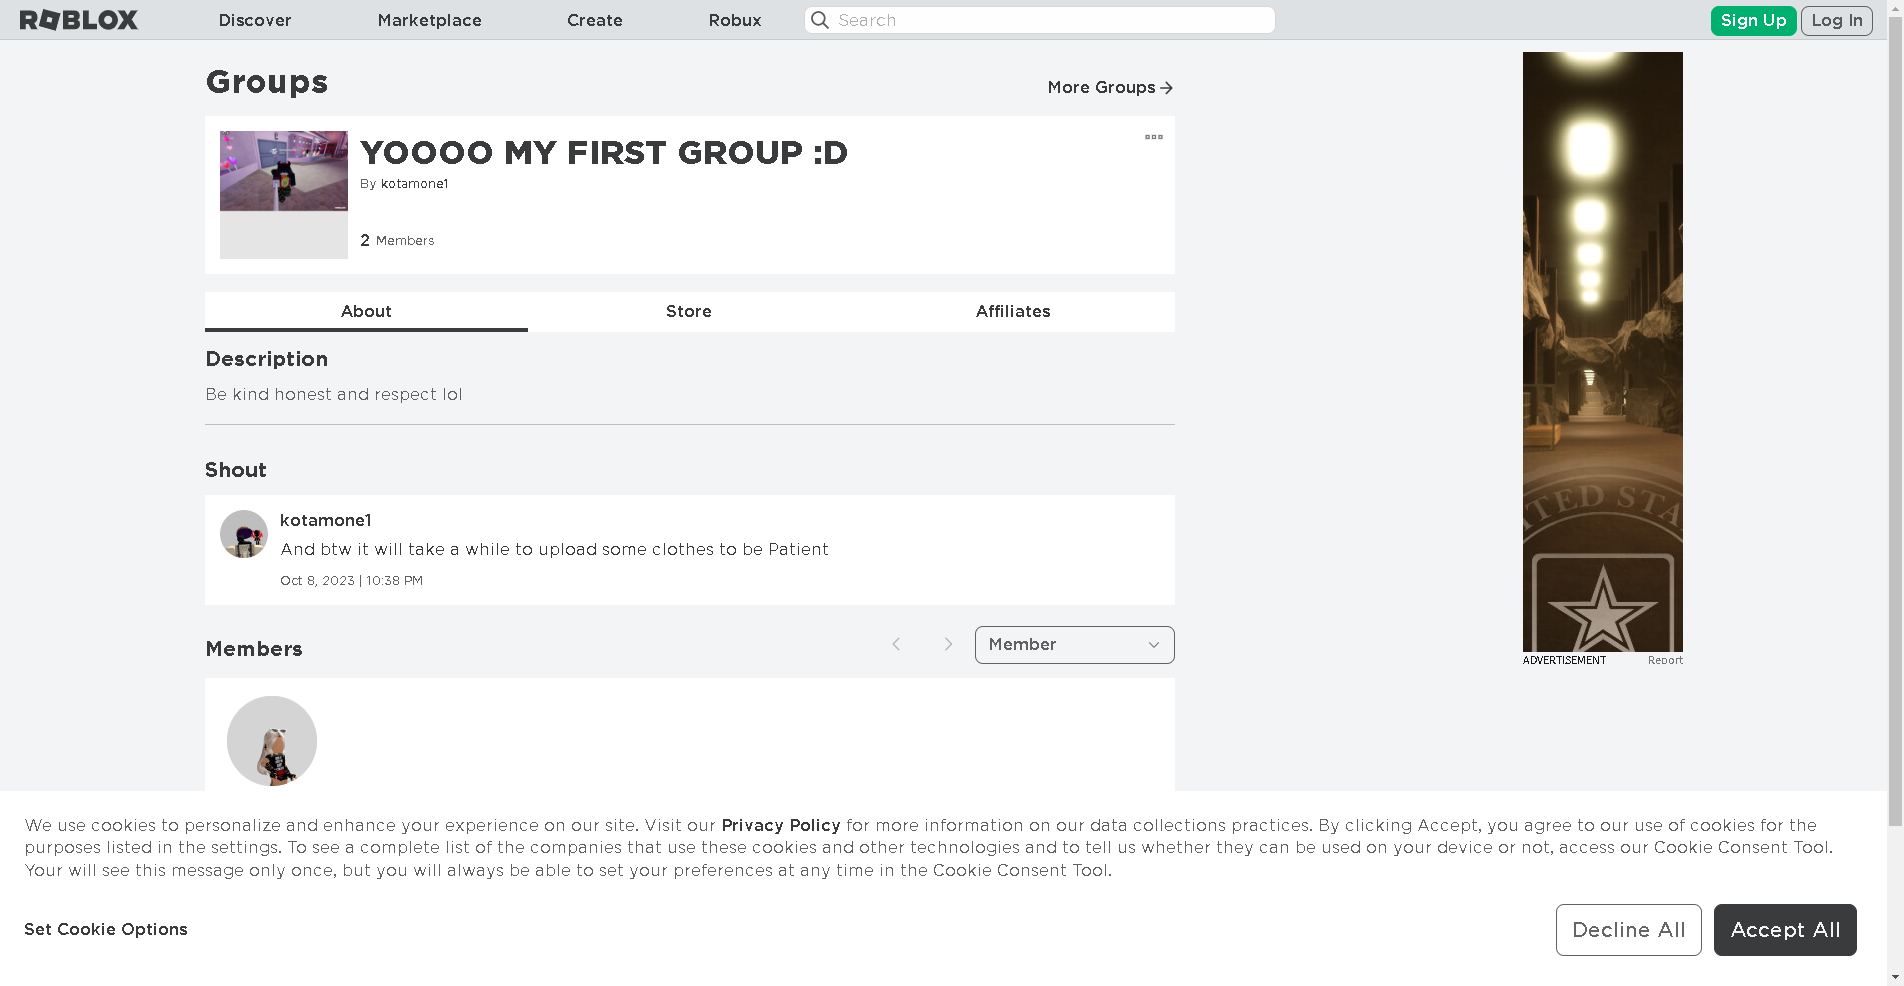 ROBLOX
Discover
Marketplace
Create
Robux
Search
Sign Up
Log In
Groups
More Groups
YOOOO MY FIRST GROUP :D
By kotamone1
2 Members
About
Store
Affiliates
Description
Be kind honest and respect lol
Shout
kotamone1
And btw it will take a while to upload some clothes to be Patient
Oct 8, 2023 | 10:38 PM
Members
Member
ITED STA
ADVERTISEMENT
Report
We use cookies to personalize and enhance your experience on our site. Visit our Privacy Policy for more information on our data collections practices. By clicking Accept, you agree to our use of cookies for the
purposes listed in the settings. To see a complete list of the companies that use these cookies and other technologies and to tell us whether they can be used on your device or not, access our Cookie Consent Tool.
Your will see this message only once, but you will always be able to set your preferences at any time in the Cookie Consent Tool.
Set Cookie Options
Decline All
Accept All